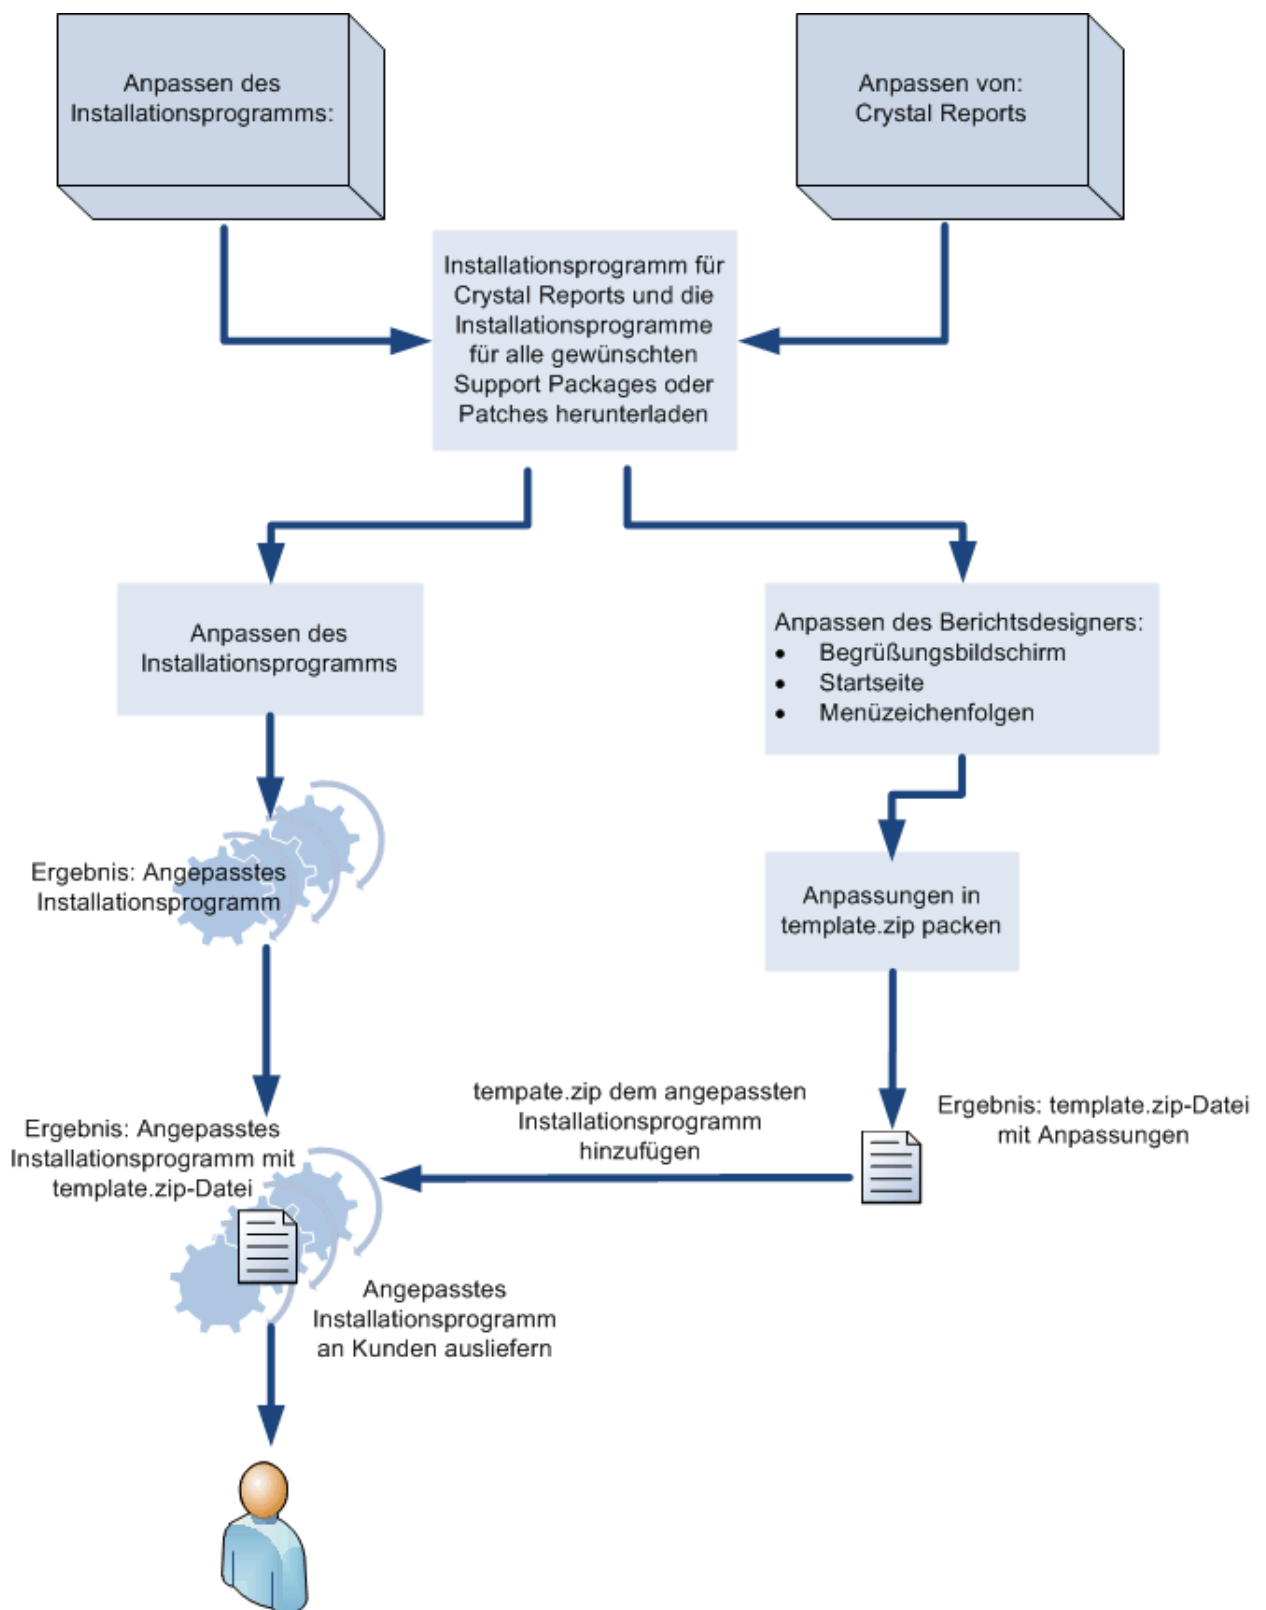 Anpassen des
Installationsprogramms:
Anpassen von:
Crystal Reports
Installationsprogramm für
Crystal Reports und die
Installationsprogramme
für alle gewünschten
Support Packages oder
Patches herunterladen
Anpassen des
Installationsprogramms
Anpassen des Berichtsdesigners:
• Begrüßungsbildschirm
• Startseite
• Menüzeichenfolgen
Ergebnis: Angepasstes
Installationsprogramm
Anpassungen in
template.zip packen
tempate.zip dem angepassten
Installationsprogramm
hinzufügen
Ergebnis: template.zip-Datei
mit Anpassungen
Ergebnis: Angepasstes
Installationsprogramm mit
template.zip-Datei
Angepasstes
Installationsprogramm
an Kunden ausliefern